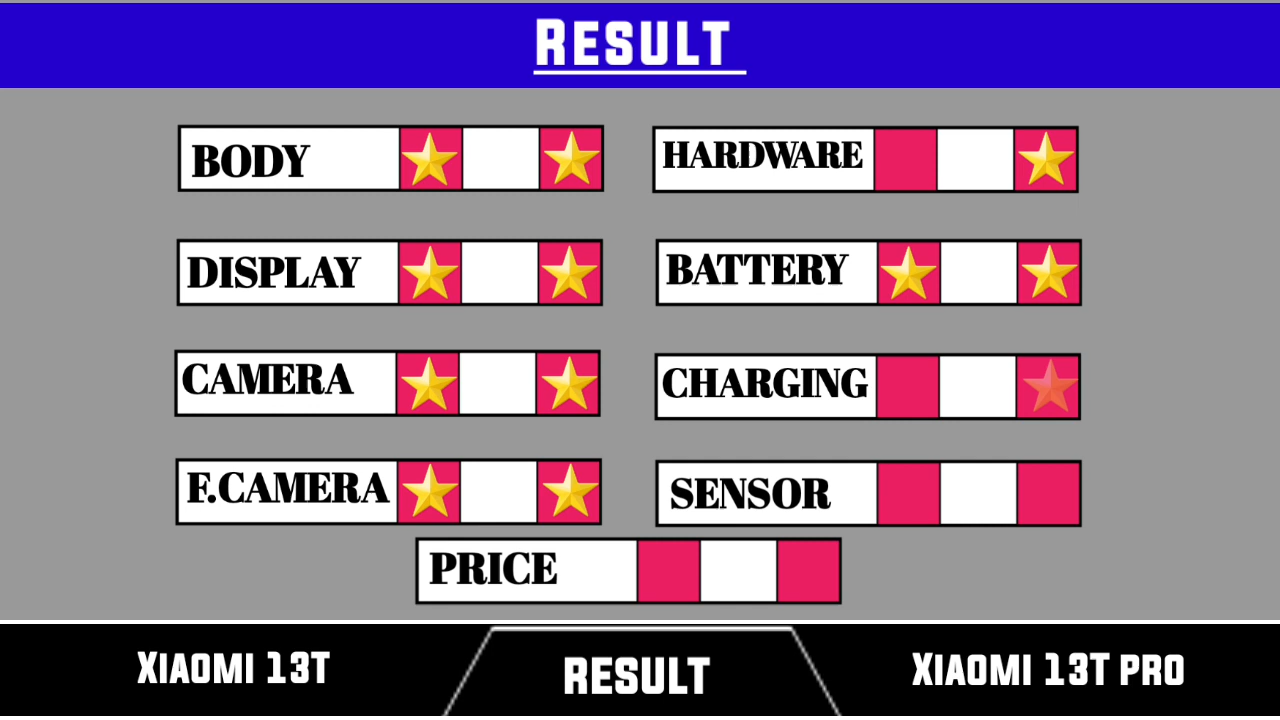 RESULT
BODY
HARDWARE
DISPLAY
BATTERY
CAMERA
CHARGING
F.CAMERA
SENSOR
PRICE
XIAOMI 13T
RESULT
XIAOMI 13T PRO